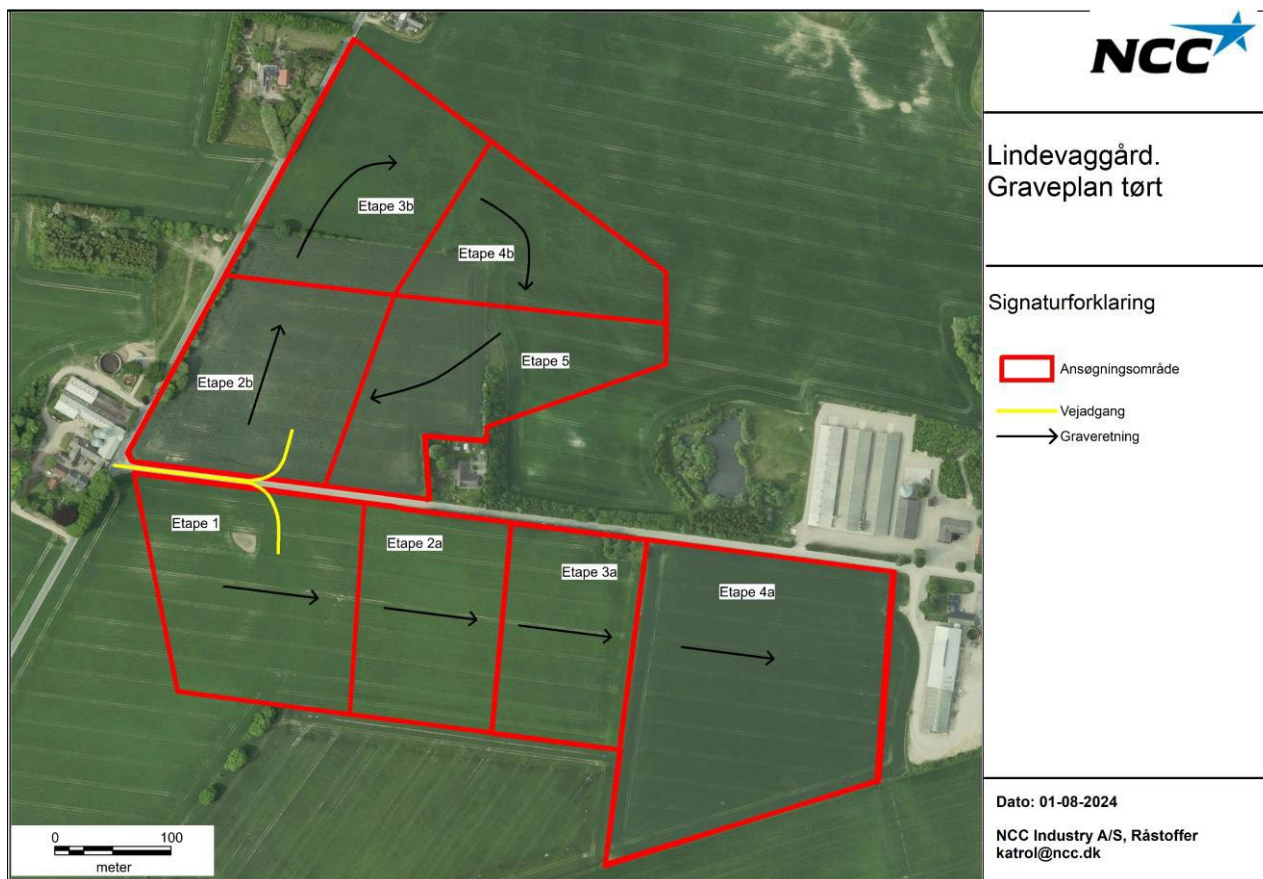 NCC
Lindevaggård.
Graveplan tørt
Signaturforklaring
Ansøgningsområde
Vejadgang
Graveretning
Etape 3b
Etape 4b
Etape 5
Etape 2b
Etape 1
Etape 2a
Etape 3a
Etape 4a
0 100
meter
Dato: 01-08-2024
NCC Industry A/S, Råstoffer
katrol@ncc.dk